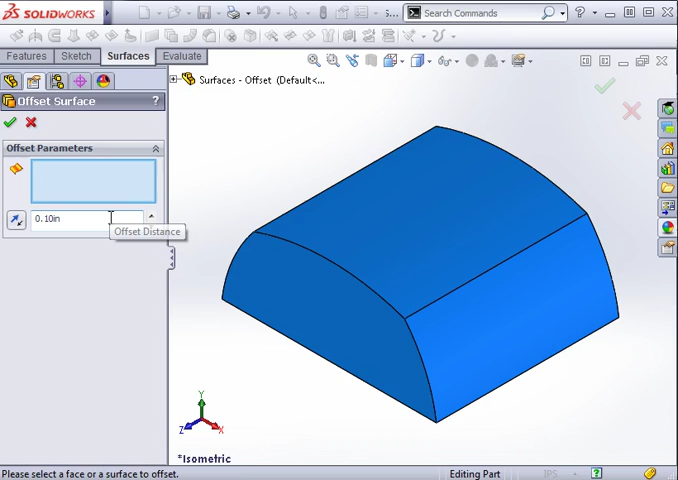 SOLIDWORKS
S...
Search Commands
?
Features
Sketch
Surfaces
Evaluate
Surfaces - Offset (Default<...
Offset Surface
?
Offset Parameters
0.10in
Offset Distance
Y
Z
X
*Isometric
Please select a face or a surface to offset.
Editing Part
IPS
?